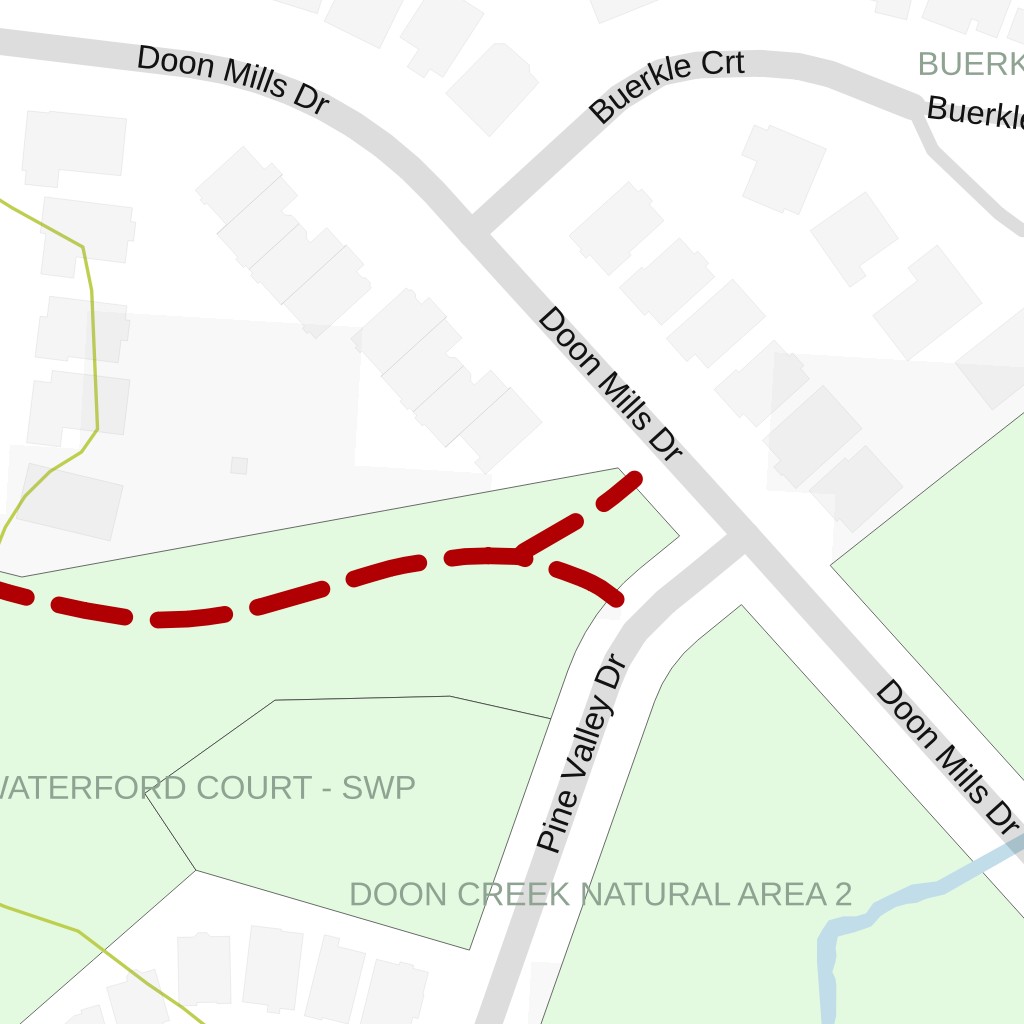 Doon Mills Dr
Buerkle Crt
BUERK
Buerkle
Doon Mills Dr
Pine Valley Dr
Doon Mills Dr
WATERFORD COURT - SWP
DOON CREEK NATURAL AREA 2